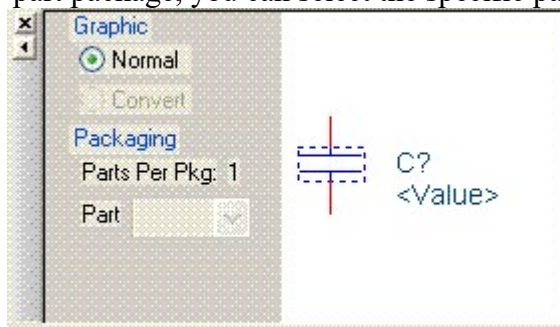 part package, you can select the specific pa
Graphic
Normal
Convert
Packaging
Parts Per Pkg: 1
Part
C?
<Value>